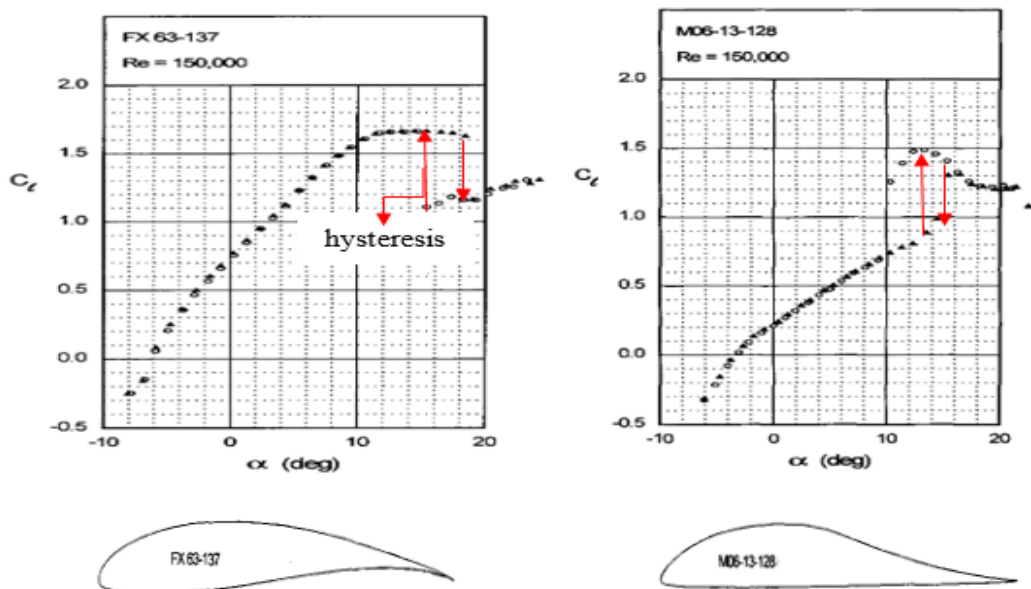 FX 63-137
Re = 150,000
2.0
1.5
1.0
0.5
0.0
-0.5
Cℓ
hysteresis
-10
0
10
20
α (deg)
FX 63-137
M06-13-128
Re = 150,000
2.0
1.5
1.0
0.5
0.0
-0.5
Cℓ
-10
0
10
20
α (deg)
M06-13-128